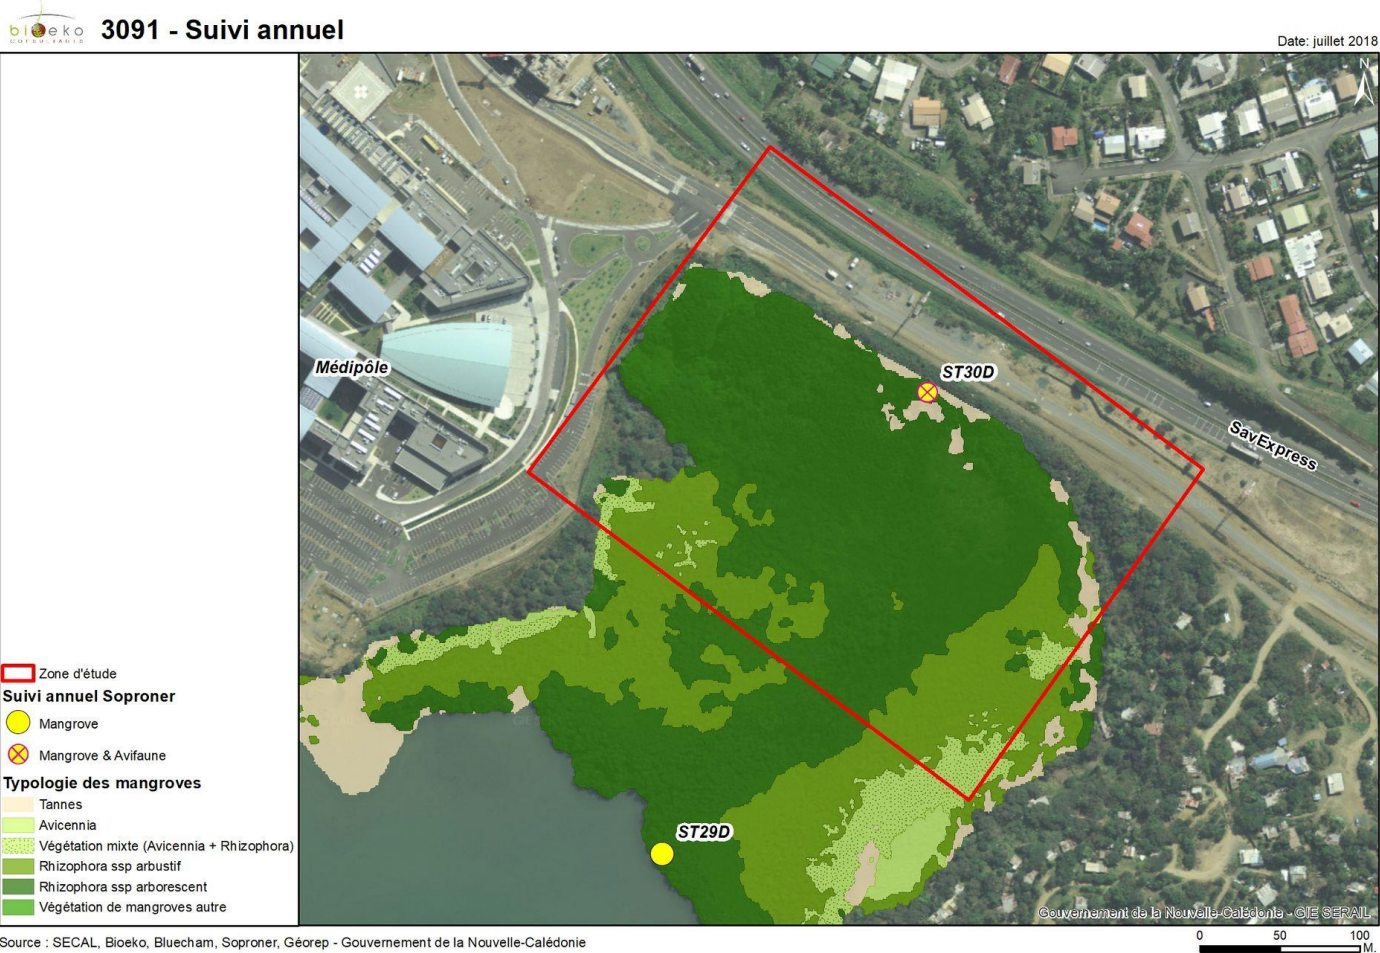 bioeko
CONSULTANTS
3091 - Suivi annuel
Date: juillet 2018
N
Médipôle
ST30D
SavExpress
ST29D
Zone d'étude
Suivi annuel Soproner
Mangrove
Mangrove & Avifaune
Typologie des mangroves
Tannes
Avicennia
Végétation mixte (Avicennia + Rhizophora)
Rhizophora ssp arbustif
Rhizophora ssp arborescent
Végétation de mangroves autre
Gouvernement de la Nouvelle-Calédonie - GIE SERAIL
Source : SECAL, Bioeko, Bluecham, Soproner, Géorep - Gouvernement de la Nouvelle-Calédonie
0 50 100
M.